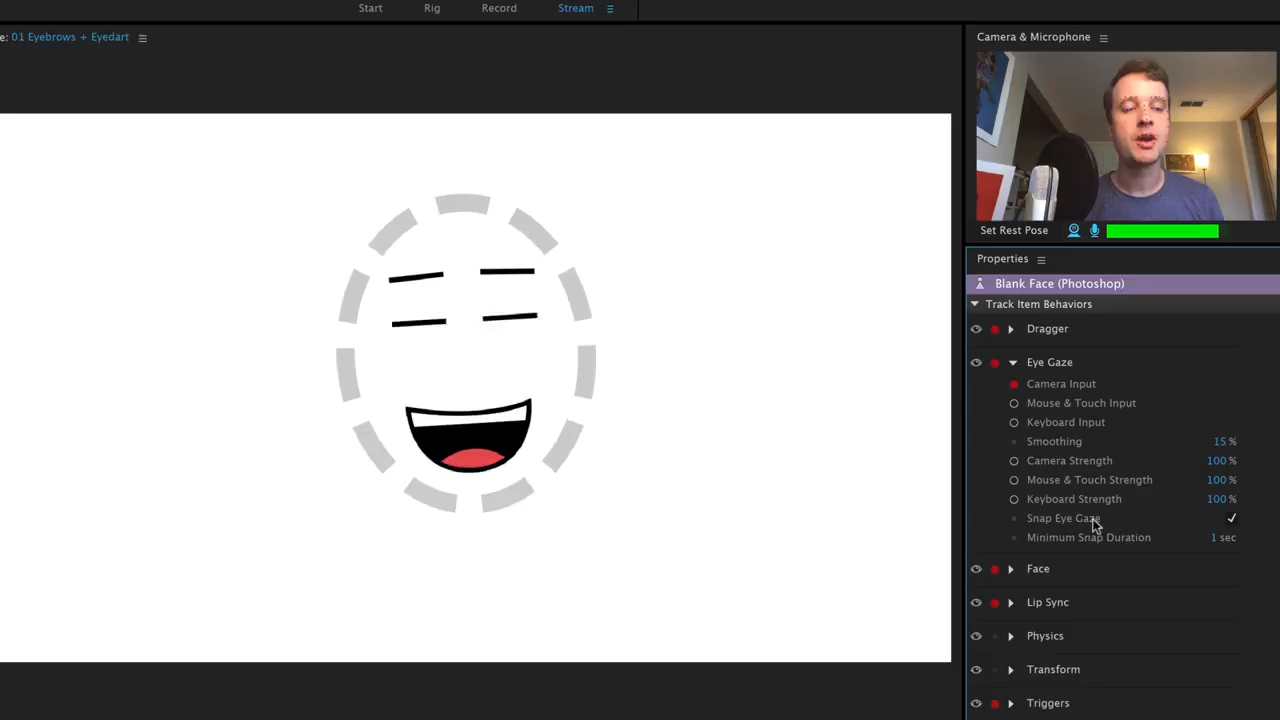 Start Rig Record Stream
e: 01 Eyebrows + Eyedart
Camera & Microphone
Set Rest Pose
Properties
Blank Face (Photoshop)
Track Item Behaviors
Dragger
Eye Gaze
Camera Input
Mouse & Touch Input
Keyboard Input
Smoothing 15 %
Camera Strength 100 %
Mouse & Touch Strength 100 %
Keyboard Strength 100 %
Snap Eye Gaze
Minimum Snap Duration 1 sec
Face
Lip Sync
Physics
Transform
Triggers